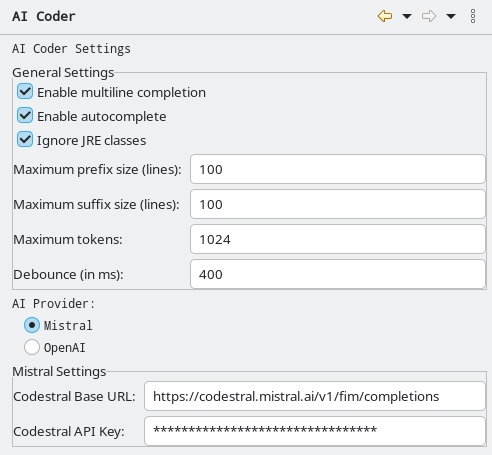 AI Coder
AI Coder Settings
General Settings
Enable multiline completion
Enable autocomplete
Ignore JRE classes
Maximum prefix size (lines): 100
Maximum suffix size (lines): 100
Maximum tokens: 1024
Debounce (in ms): 400
AI Provider:
Mistral
OpenAI
Mistral Settings
Codestral Base URL: https://codestral.mistral.ai/v1/fim/completions
Codestral API Key: ********************************